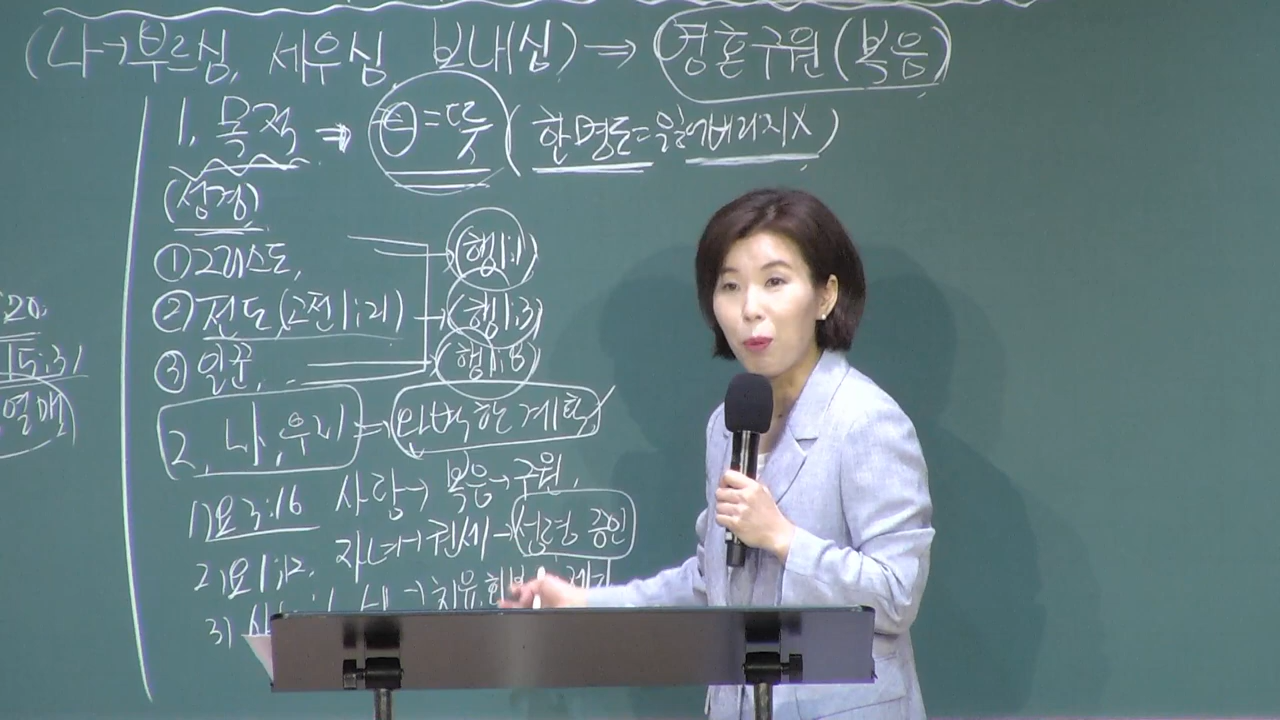 (나→부르심, 세우심, 보내심) ⇒ 영혼구원(복음)
1. 목적 ⇒ ㊀=뜻 (한명도=잃어버리지X)
(성경)
①그리스도, (행1:1)
②전도(고전1:21) (행1:3)
③일꾼, (행1:8)
2. 나, 우리 ⇒ 완벽한계획
1)요3:16 사랑→복음→구원,
2)요1:12, 자녀→권세→성령 증인
3) →치유,
:20,
15:31
열매)